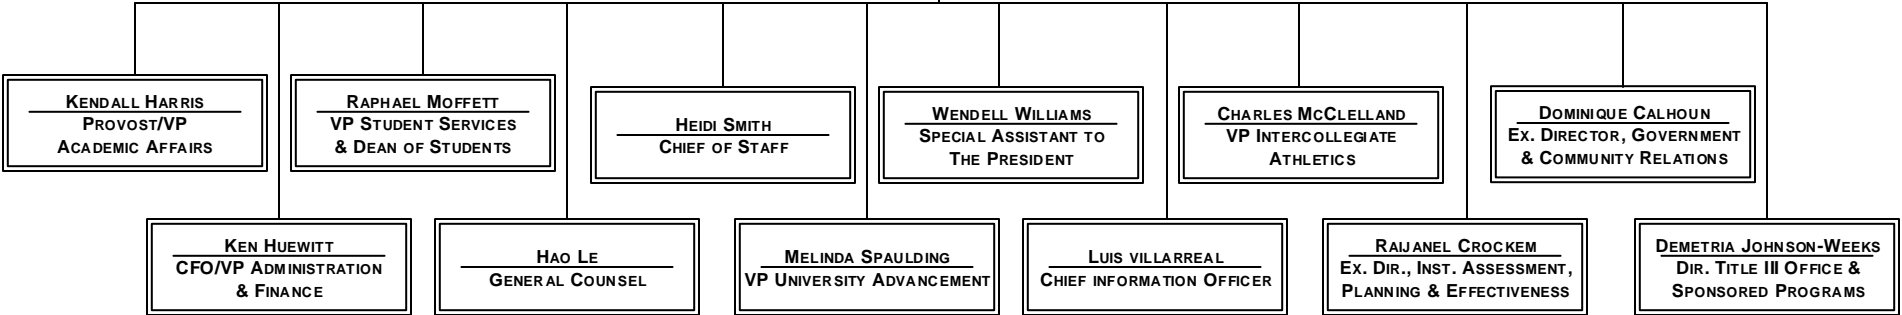 KENDALL HARRIS
PROVOST/VP
ACADEMIC AFFAIRS
RAPHAEL MOFFETT
VP STUDENT SERVICES
& DEAN OF STUDENTS
HEIDI SMITH
CHIEF OF STAFF
WENDELL WILLIAMS
SPECIAL ASSISTANT TO
THE PRESIDENT
CHARLES MCCLELLAND
VP INTERCOLLEGIATE
ATHLETICS
DOMINIQUE CALHOUN
EX. DIRECTOR, GOVERNMENT
& COMMUNITY RELATIONS
KEN HUEWITT
CFO/VP ADMINISTRATION
& FINANCE
HAO LE
GENERAL COUNSEL
MELINDA SPAULDING
VP UNIVERSITY ADVANCEMENT
LUIS VILLARREAL
CHIEF INFORMATION OFFICER
RAIJANEL CROCKEM
EX. DIR., INST. ASSESSMENT,
PLANNING & EFFECTIVENESS
DEMETRIA JOHNSON-WEEKS
DIR. TITLE III OFFICE &
SPONSORED PROGRAMS